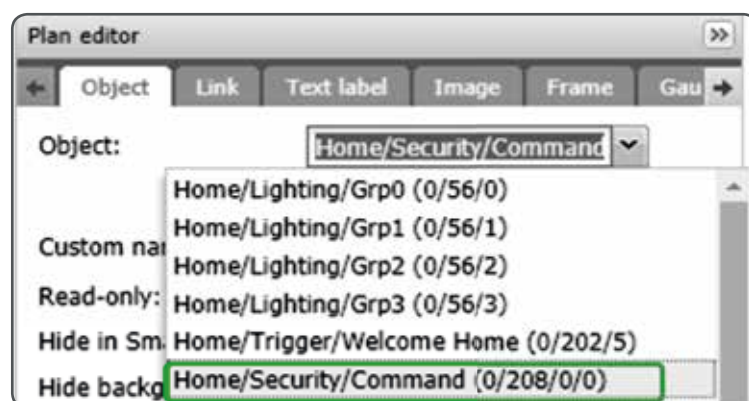 Plan editor
Object Link Text label Image Frame Gau
Object: Home/Security/Command
Home/Lighting/Grp0 (0/56/0)
Home/Lighting/Grp1 (0/56/1)
Custom nar
Home/Lighting/Grp2 (0/56/2)
Read-only: Home/Lighting/Grp3 (0/56/3)
Hide in Sm. Home/Trigger/Welcome Home (0/202/5)
Hide backg Home/Security/Command (0/208/0/0)